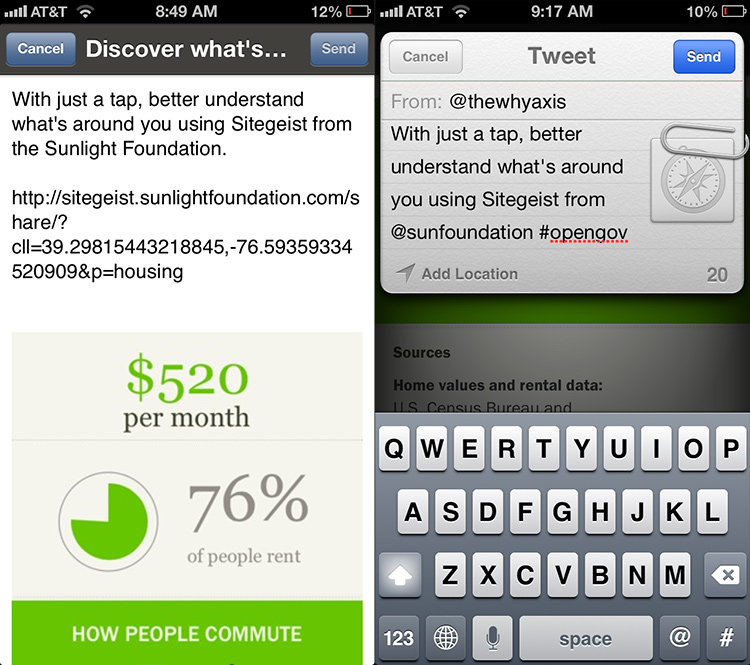 AT&T 8:49 AM 12%
Cancel Discover what's... Send
With just a tap, better understand
what's around you using Sitegeist from
the Sunlight Foundation.
http://sitegeist.sunlightfoundation.com/s
hare/?
cll=39.29815443218845,-76.59359334
520909&p=housing
$520
per month
76%
of people rent
HOW PEOPLE COMMUTE
AT&T 9:17 AM 10%
Cancel Tweet Send
From: @thewhyaxis
With just a tap, better
understand what's around
you using Sitegeist from
@sunfoundation #opengov
Add Location 20
Sources
Home values and rental data:
U.S. Census Bureau and
Q W E R T Y U I O P
A S D F G H J K L
Z X C V B N M
123 space @ #